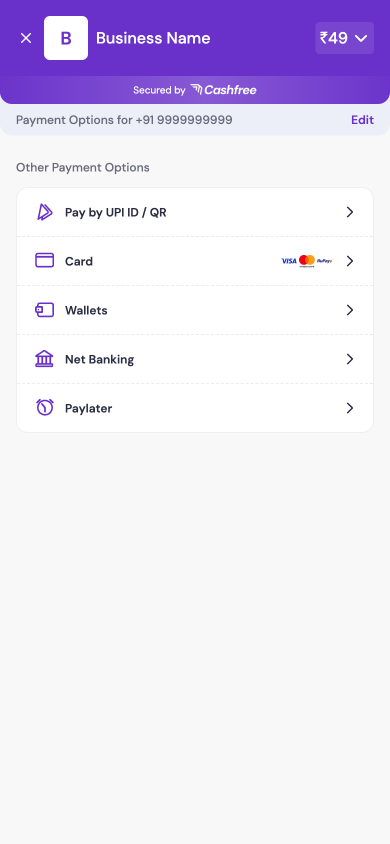 B Business Name ₹49
Secured by Cashfree
Payment Options for +91 9999999999 Edit
Other Payment Options
Pay by UPI ID / QR
Card VISA RuPay
Wallets
Net Banking
Paylater